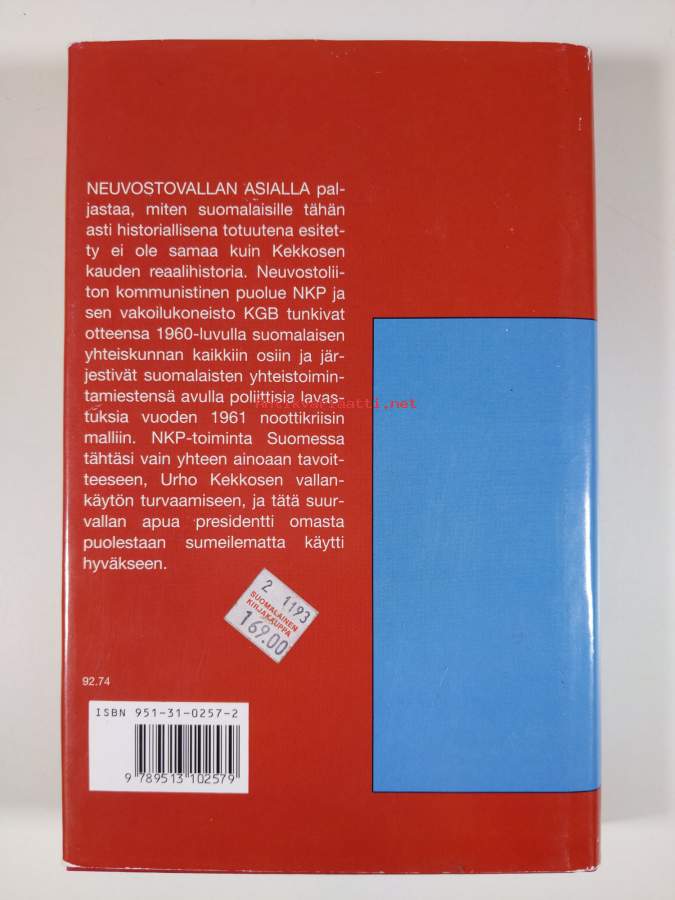 NEUVOSTOVALLAN ASIALLA pal-
jastaa, miten suomalaisille tähän
asti historiallisena totuutena esitet-
ty ei ole samaa kuin Kekkosen
kauden reaalihistoria. Neuvostolii-
ton kommunistinen puolue NKP ja
sen vakoilukoneisto KGB tunkivat
otteensa 1960-luvulla suomalaisen
yhteiskunnan kaikkiin osiin ja jär-
jestivät suomalaisten yhteistoimin-
tamiestensä avulla poliittisia lavas-
Antikvariaatti.net
tuksia vuoden 1961 noottikriisin
malliin. NKP-toiminta Suomessa
tähtäsi vain yhteen ainoaan tavoit-
teeseen, Urho Kekkosen vallan-
käytön turvaamiseen, ja tätä suur-
vallan apua presidentti omasta
puolestaan sumeilematta käytti
hyväkseen.
2 1193
SUOMALAINEN
KIRJAKAUPPA
169.00
92.74
ISBN 951-31-0257-2
9 789513 102579